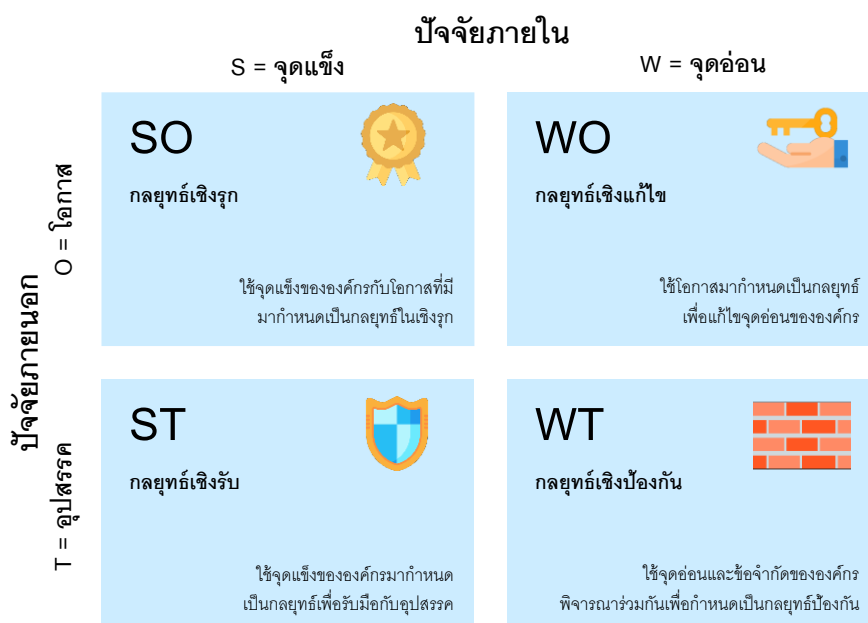 ปัจจัยภายใน
S = จุดแข็ง
W = จุดอ่อน
ปัจจัยภายนอก
O = โอกาส
SO
กลยุทธ์เชิงรุก
ใช้จุดแข็งขององค์กรกับโอกาสที่มี
มากำหนดเป็นกลยุทธ์ในเชิงรุก
WO
กลยุทธ์เชิงแก้ไข
ใช้โอกาสมากำหนดเป็นกลยุทธ์
เพื่อแก้ไขจุดอ่อนขององค์กร
T = อุปสรรค
ST
กลยุทธ์เชิงรับ
ใช้จุดแข็งขององค์กรมากำหนด
เป็นกลยุทธ์เพื่อรับมือกับอุปสรรค
WT
กลยุทธ์เชิงป้องกัน
ใช้จุดอ่อนและข้อจำกัดขององค์กร
พิจารณาร่วมกันเพื่อกำหนดเป็นกลยุทธ์ป้องกัน